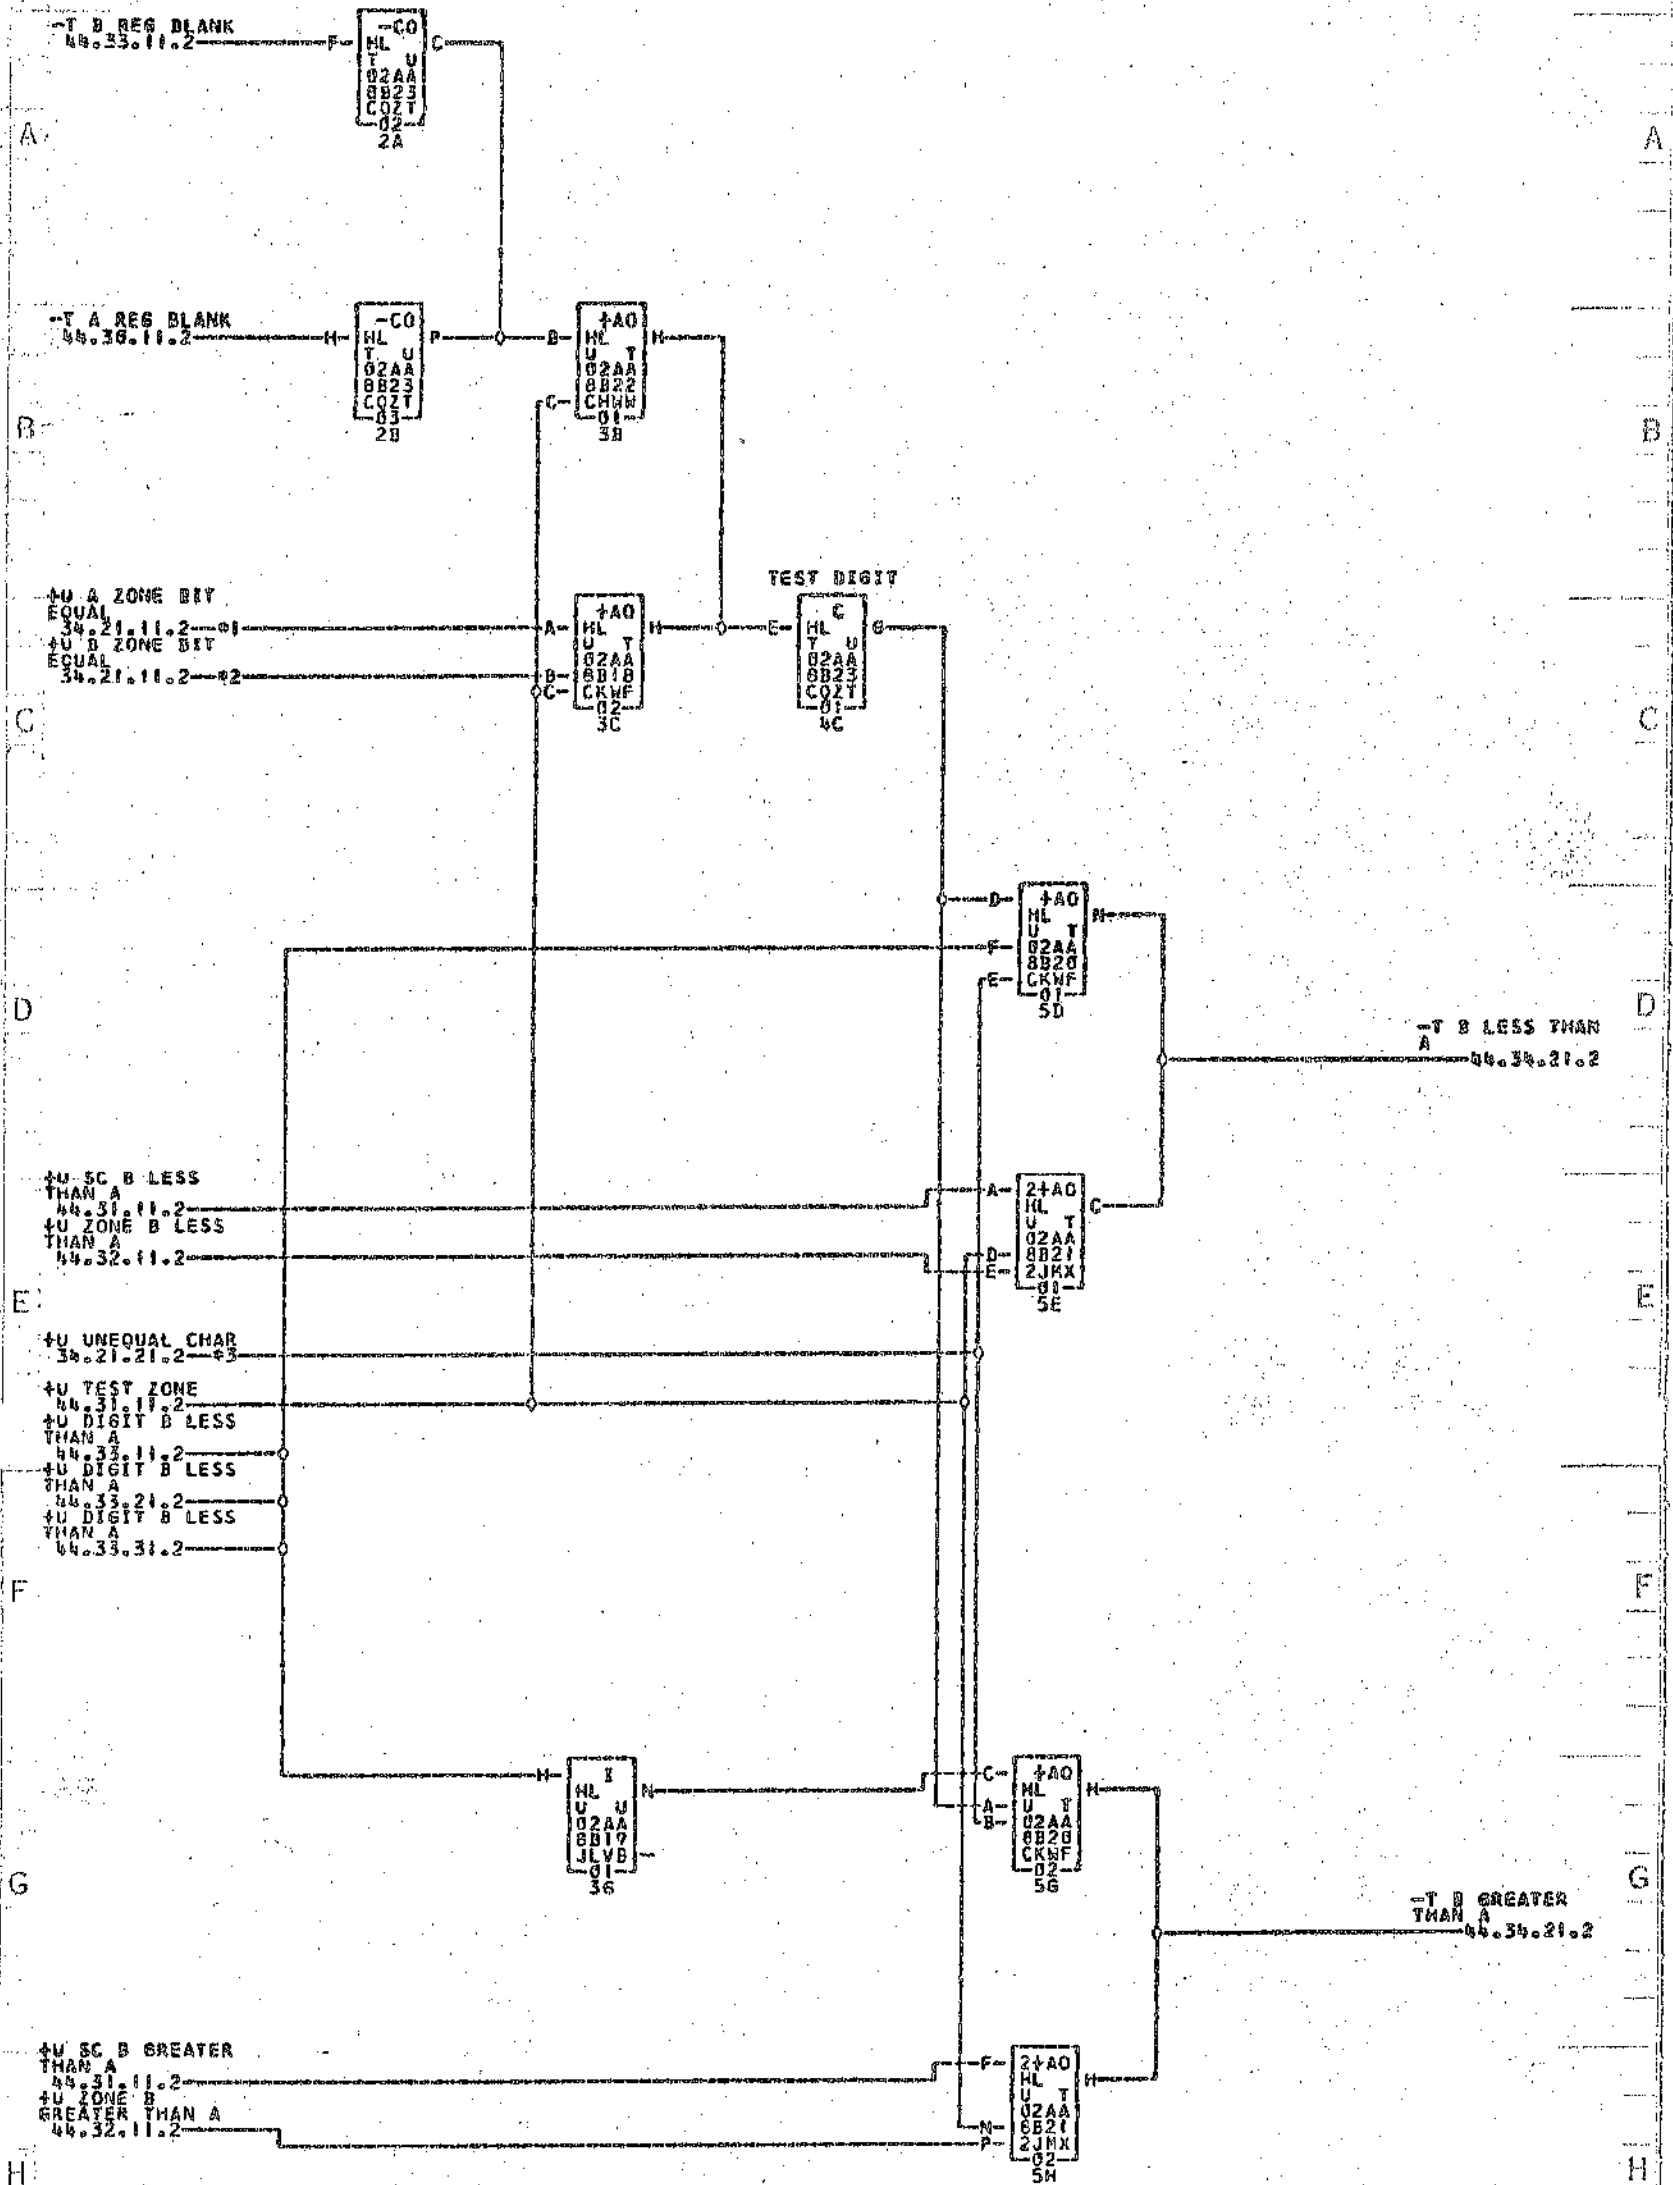 -T B REG BLANK
44.33.11.2
F
-CO
HL
T U
02AA
8B23
CQZT
02
2A
C
A
A
-T A REG BLANK
44.36.11.2
H
-CO
HL
T U
02AA
8B23
CQZT
03
2B
P
B
+AO
HL
U T
02AA
8B22
CHWW
01
3B
H
C
B
B
+U A ZONE BIT
EQUAL
34.21.11.2 *1
+U B ZONE BIT
EQUAL
34.21.11.2 *2
A
B
C
+AO
HL
U T
02AA
8B18
CKWF
02
3C
H
TEST DIGIT
E
C
HL
T U
02AA
8B23
CQZT
01
4C
G
C
C
D
F
E
+AO
HL
U T
02AA
8B20
CKWF
01
5D
N
D
D
-T B LESS THAN
A
44.34.21.2
+U SC B LESS
THAN A
44.31.11.2
+U ZONE B LESS
THAN A
44.32.11.2
A
D
E
2+AO
HL
U T
02AA
8B21
2JMX
01
5E
C
E
E
+U UNEQUAL CHAR
34.21.21.2 *3
+U TEST ZONE
44.31.11.2
+U DIGIT B LESS
THAN A
44.33.11.2
+U DIGIT B LESS
THAN A
44.33.21.2
+U DIGIT B LESS
THAN A
44.33.31.2
F
F
H
I
HL
U U
02AA
8B19
JLVB
01
3G
N
C
A
B
+AO
HL
U T
02AA
8B20
CKWF
02
5G
H
G
G
-T B GREATER
THAN A
44.34.21.2
+U SC B GREATER
THAN A
44.31.11.2
+U ZONE B
GREATER THAN A
44.32.11.2
F
N
P
2+AO
HL
U T
02AA
8B21
2JMX
02
5H
H
H
H